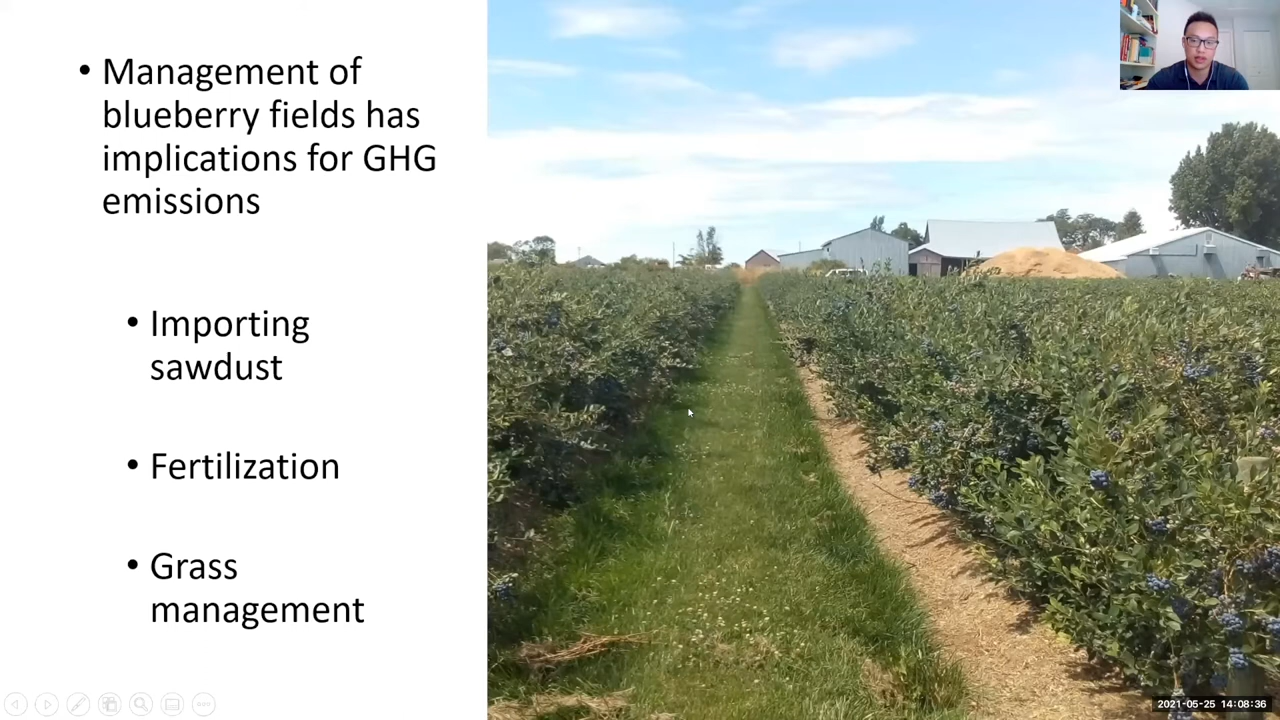 • Management of
blueberry fields has
implications for GHG
emissions
• Importing
sawdust
• Fertilization
• Grass
management
2021-05-25 14:08:36